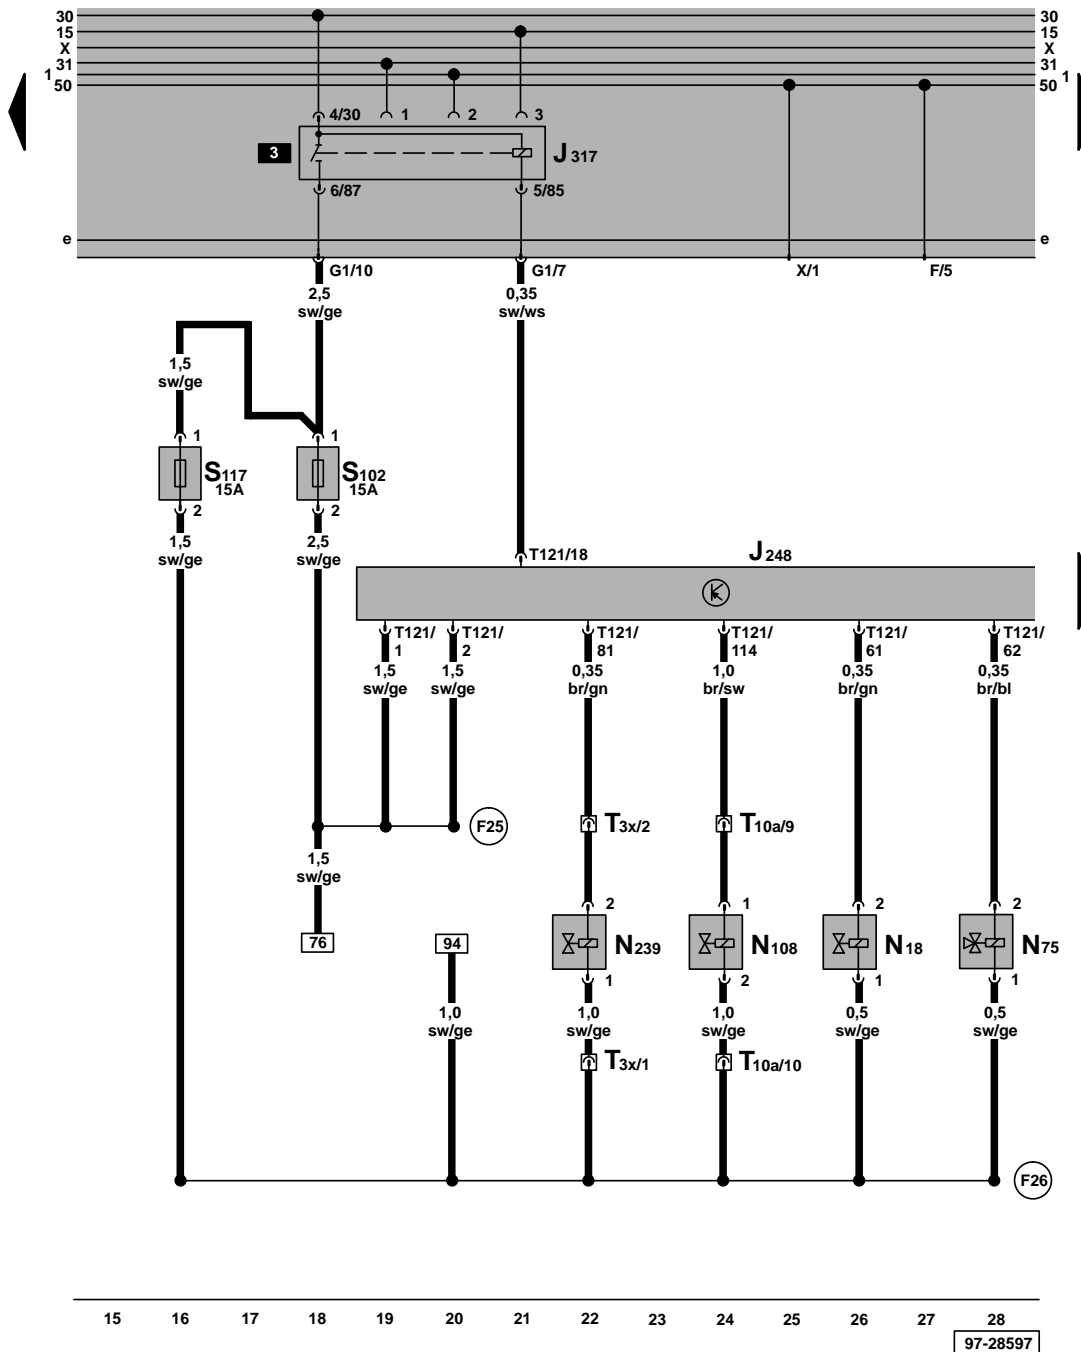 30 30
15 15
X X
31 31
1 1
50 50
4/30 1 2 3
3 J 317
6/87 5/85
e e
G1/10 G1/7 X/1 F/5
2,5 0,35
sw/ge sw/ws
1,5
sw/ge
1 1
S117 S102
15A 15A
2 2
1,5 2,5
sw/ge sw/ge
T121/18 J 248
T121/ T121/ T121/ T121/ T121/ T121/
1 2 81 114 61 62
1,5 1,5 0,35 1,0 0,35 0,35
sw/ge sw/ge br/gn br/sw br/gn br/bl
T3x/2 T10a/9
F25
1,5
sw/ge
2 1 2 2
76 94 N239 N108 N18 N75
1 2 1 1
1,0 1,0 1,0 0,5 0,5
sw/ge sw/ge sw/ge sw/ge sw/ge
T3x/1 T10a/10
F26
15 16 17 18 19 20 21 22 23 24 25 26 27 28
97-28597